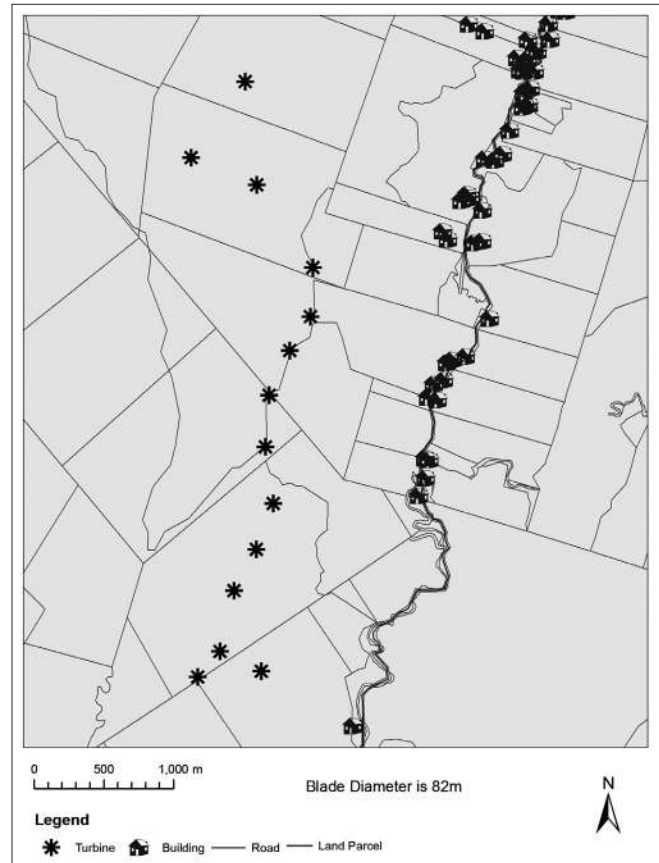 0 500 1,000 m
Blade Diameter is 82m
N
Legend
Turbine Building Road Land Parcel